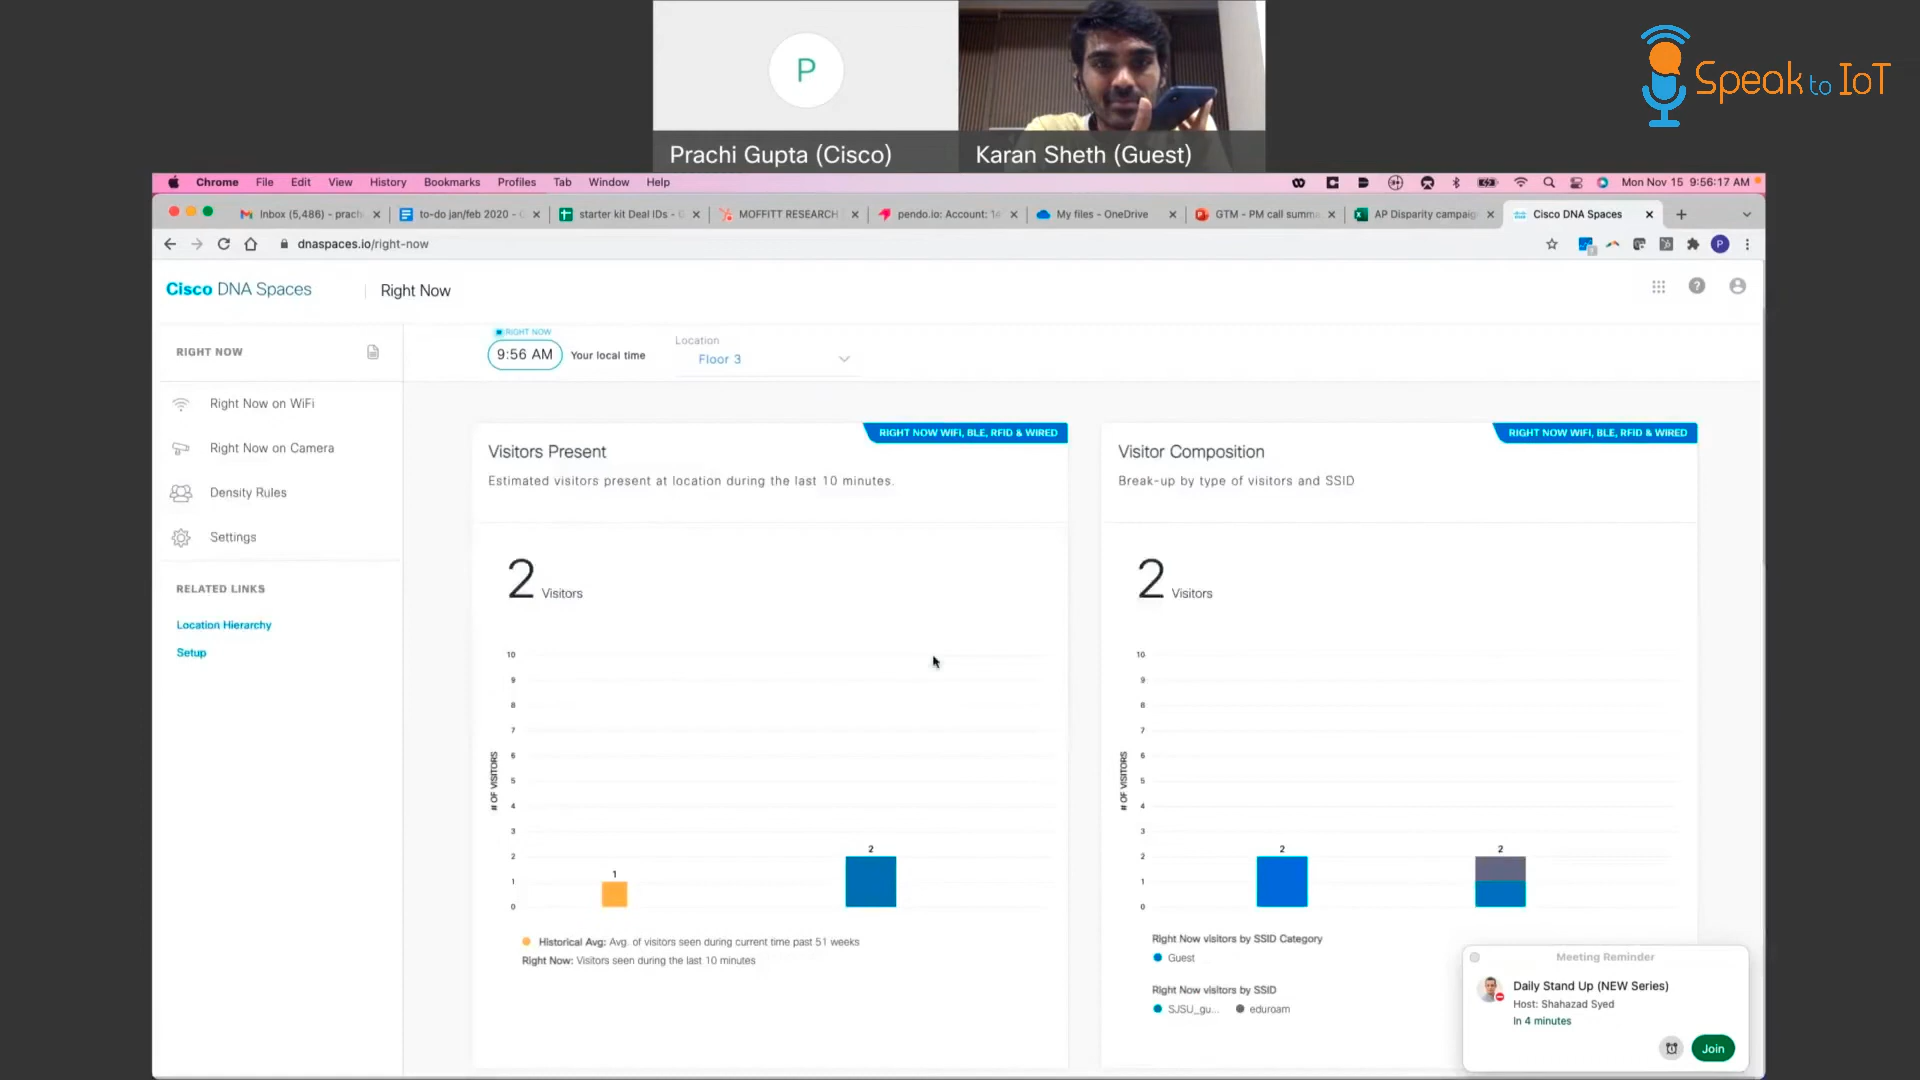 P
Prachi Gupta (Cisco)
Karan Sheth (Guest)
Speak to IoT
Chrome File Edit View History Bookmarks Profiles Tab Window Help
Mon Nov 15 9:56:17 AM
Inbox (5,486) - prach
to-do jan/feb 2020 -
starter kit Deal IDs -
MOFFITT RESEARCH
pendo.io: Account:
My files - OneDrive
GTM - PM call summ
AP Disparity campaig
Cisco DNA Spaces
dnaspaces.io/right-now
P
Cisco DNA Spaces
Right Now
RIGHT NOW
Right Now on WiFi
Right Now on Camera
Density Rules
Settings
RELATED LINKS
Location Hierarchy
Setup
RIGHT NOW
9:56 AM
Your local time
Location
Floor 3
RIGHT NOW WIFI, BLE, RFID & WIRED
Visitors Present
Estimated visitors present at location during the last 10 minutes.
2 Visitors
# OF VISITORS
10
9
8
7
6
5
4
3
2
1
0
1
2
Historical Avg: Avg. of visitors seen during current time past 51 weeks
Right Now: Visitors seen during the last 10 minutes
RIGHT NOW WIFI, BLE, RFID & WIRED
Visitor Composition
Break-up by type of visitors and SSID
2 Visitors
# OF VISITORS
10
9
8
7
6
5
4
3
2
1
0
2
2
Right Now visitors by SSID Category
Guest
Right Now visitors by SSID
SJSU_gu... eduroam
Meeting Reminder
Daily Stand Up (NEW Series)
Host: Shahazad Syed
In 4 minutes
Join